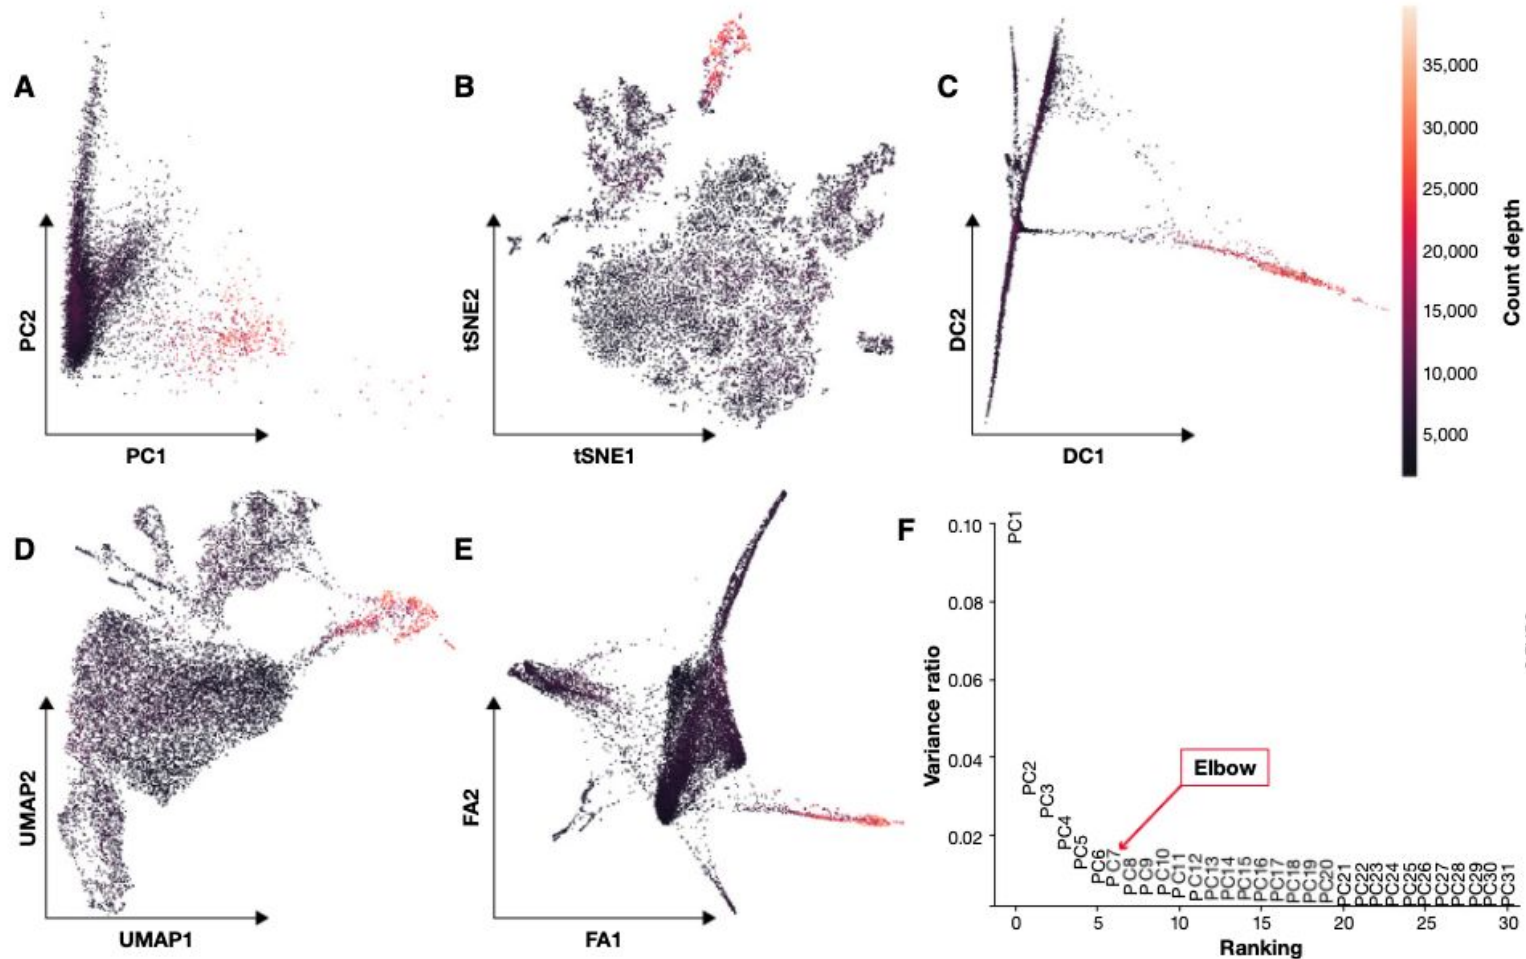 A
PC2
PC1
B
tSNE2
tSNE1
C
DC2
DC1
35,000
30,000
25,000
20,000
15,000
10,000
5,000
Count depth
D
UMAP2
UMAP1
E
FA2
FA1
F
Variance ratio
0.10
0.08
0.06
0.04
0.02
Elbow
PC1
PC2
PC3
PC4
PC5
PC6
PC7
PC8
PC9
PC10
PC11
PC12
PC13
PC14
PC15
PC16
PC17
PC18
PC19
PC20
PC21
PC22
PC23
PC24
PC25
PC26
PC27
PC28
PC29
PC30
PC31
0 5 10 15 20 25 30
Ranking